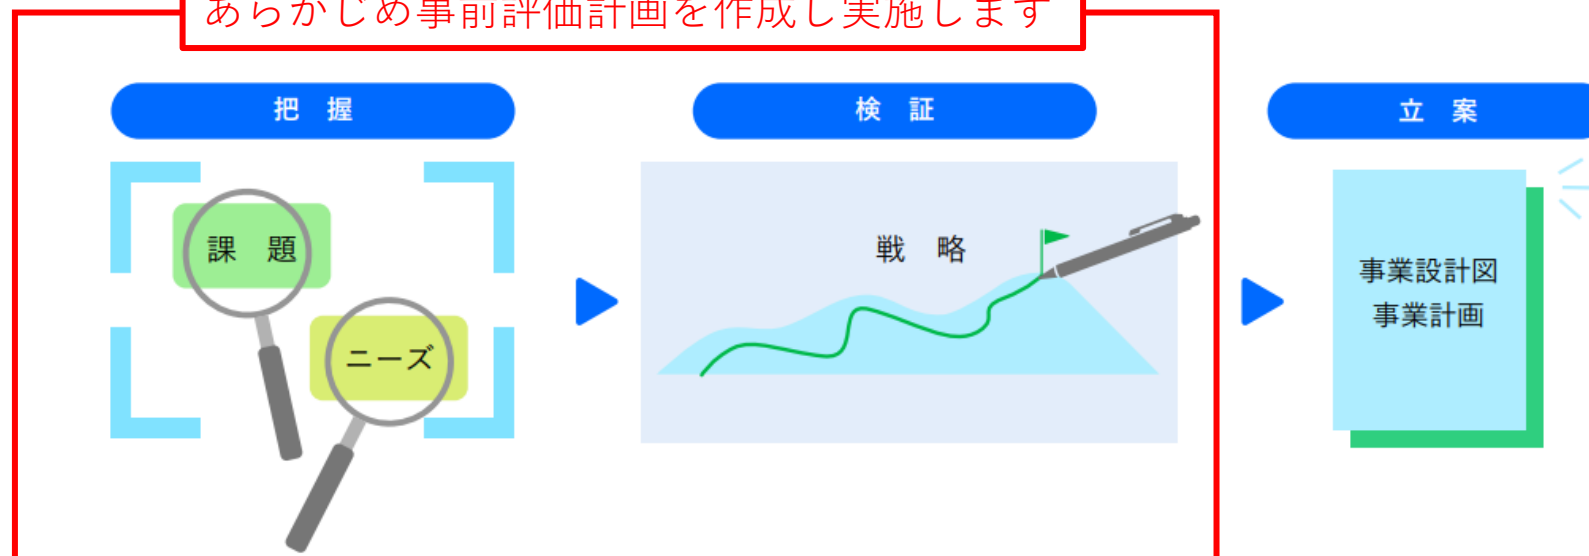 あらかじめ事前評価計画を作成し実施します
把　握
検　証
立　案
課　題
ニーズ
戦　略
事業設計図
事業計画